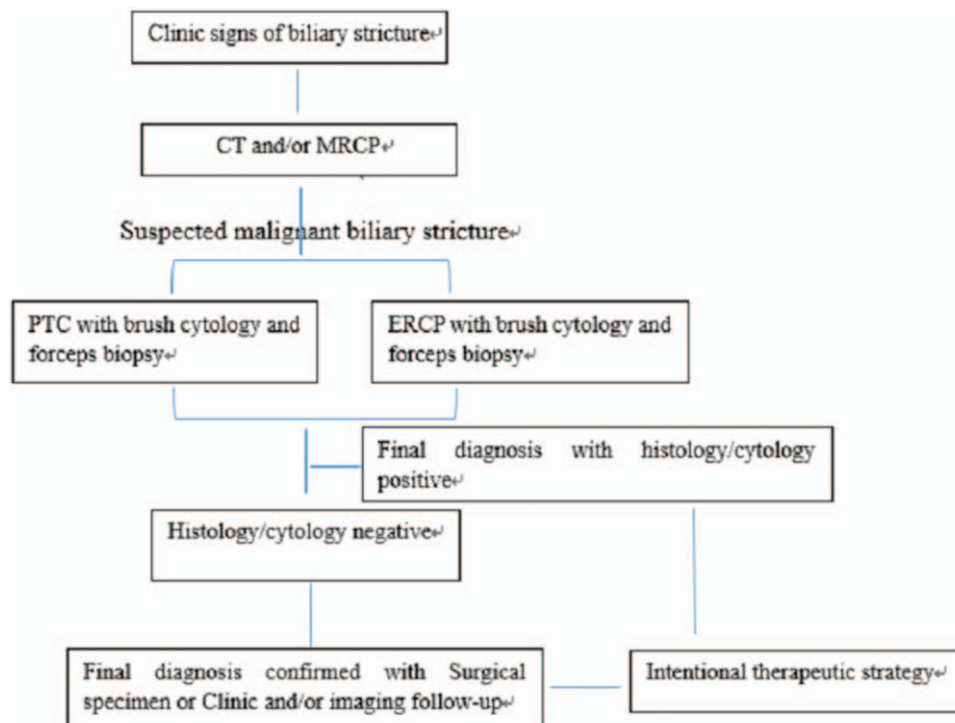 Clinic signs of biliary stricture↵
CT and/or MRCP↵
Suspected malignant biliary stricture↵
PTC with brush cytology and
forceps biopsy↵
ERCP with brush cytology and
forceps biopsy↵
Final diagnosis with histology/cytology
positive↵
Histology/cytology negative↵
Final diagnosis confirmed with Surgical
specimen or Clinic and/or imaging follow-up↵
Intentional therapeutic strategy↵